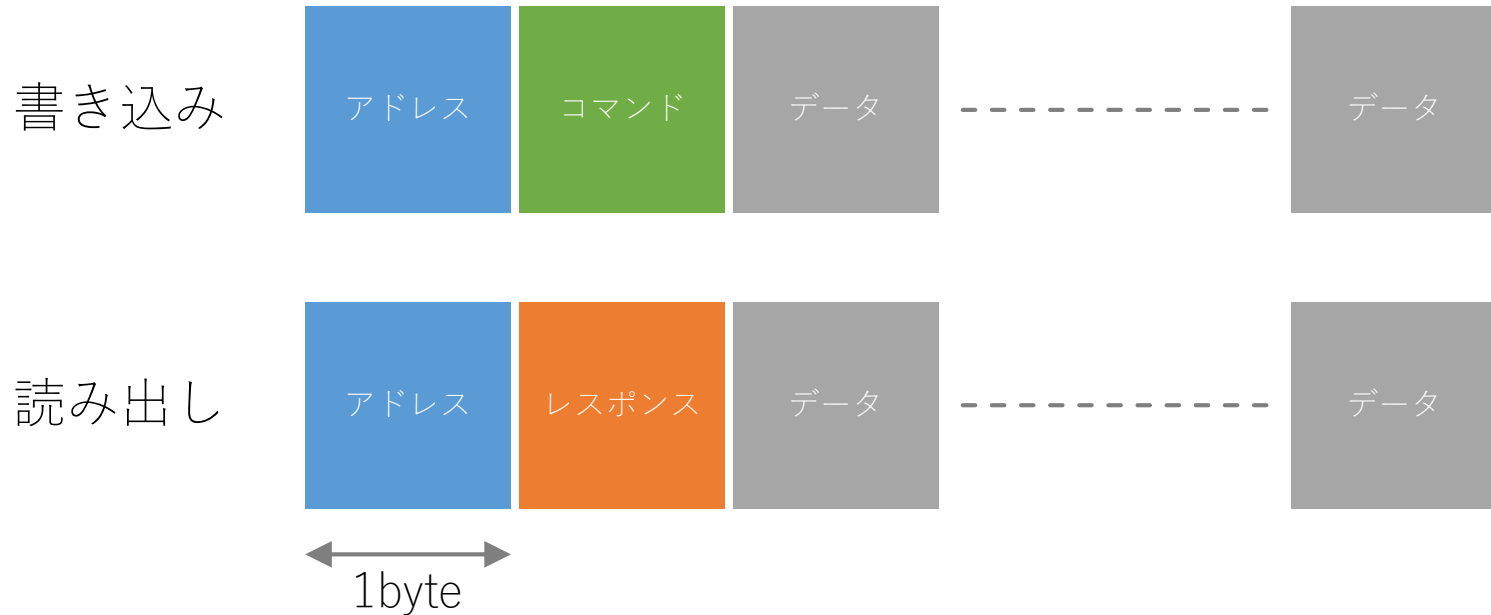 書き込み
アドレス
コマンド
データ
データ
読み出し
アドレス
レスポンス
データ
データ
1byte